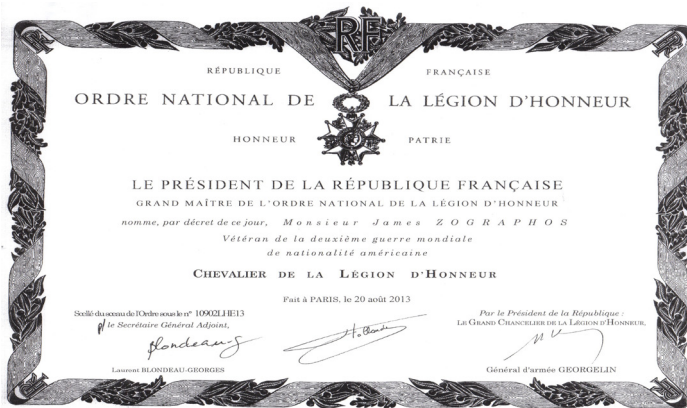 RF
RÉPUBLIQUE FRANÇAISE
ORDRE NATIONAL DE LA LÉGION D'HONNEUR
HONNEUR PATRIE
LE PRÉSIDENT DE LA RÉPUBLIQUE FRANÇAISE
GRAND MAÎTRE DE L'ORDRE NATIONAL DE LA LÉGION D'HONNEUR
nomme, par décret de ce jour, Monsieur James ZOGRAPHOS
Vétéran de la deuxième guerre mondiale
de nationalité américaine
CHEVALIER DE LA LÉGION D'HONNEUR
Fait à PARIS, le 20 août 2013
Scellé du sceau de l'Ordre sous le n° 10902LHE13
p/ le Secrétaire Général Adjoint,
Blondeau-G
Laurent BLONDEAU-GEORGES
Par le Président de la République :
LE GRAND CHANCELIER DE LA LÉGION D'HONNEUR,
Général d'armée GEORGELIN